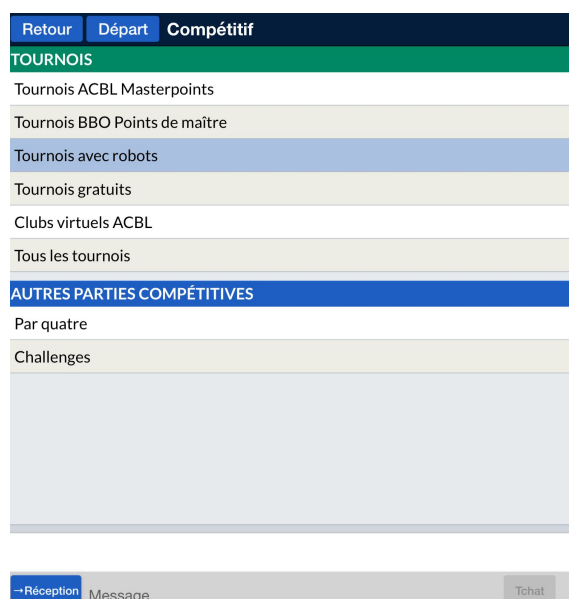 Retour Départ Compétitif
TOURNOIS
Tournois ACBL Masterpoints
Tournois BBO Points de maître
Tournois avec robots
Tournois gratuits
Clubs virtuels ACBL
Tous les tournois
AUTRES PARTIES COMPÉTITIVES
Par quatre
Challenges
→Réception Message Tchat